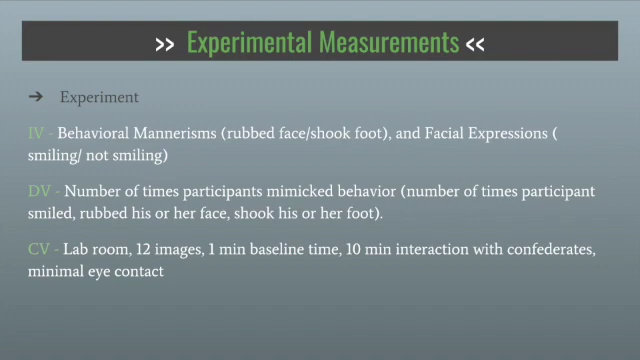 >> Experimental Measurements <<
➔ Experiment
IV - Behavioral Mannerisms (rubbed face/shook foot), and Facial Expressions (
smiling/ not smiling)
DV - Number of times participants mimicked behavior (number of times participant
smiled, rubbed his or her face, shook his or her foot).
CV - Lab room, 12 images, 1 min baseline time, 10 min interaction with confederates,
minimal eye contact